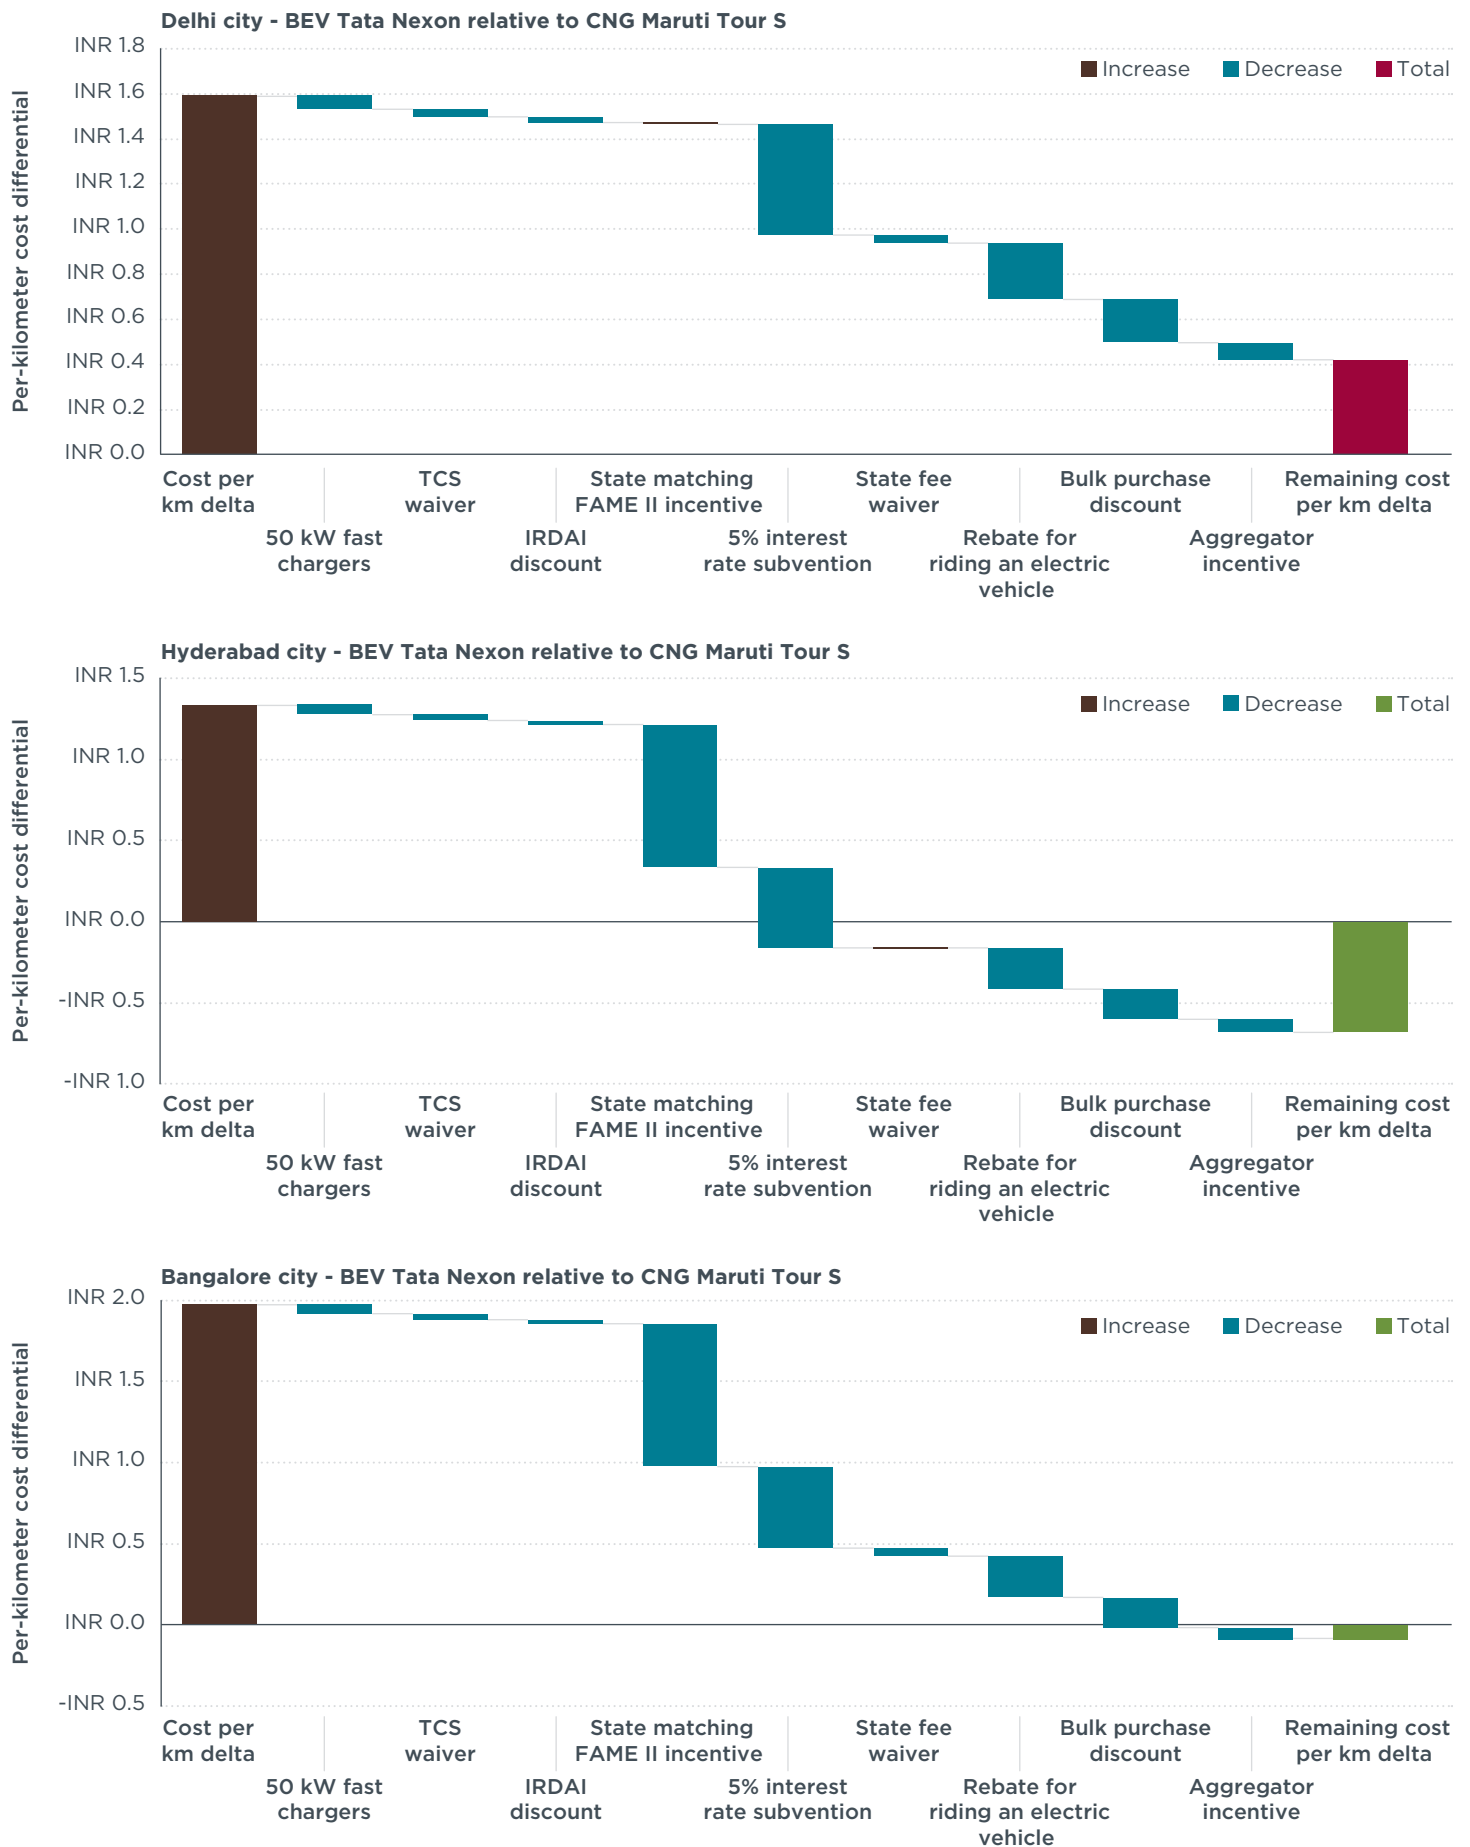 Delhi city - BEV Tata Nexon relative to CNG Maruti Tour S
Per-kilometer cost differential
INR 1.8
INR 1.6
INR 1.4
INR 1.2
INR 1.0
INR 0.8
INR 0.6
INR 0.4
INR 0.2
INR 0.0
Increase
Decrease
Total
Cost per
km delta
50 kW fast
chargers
TCS
waiver
IRDAI
discount
State matching
FAME II incentive
5% interest
rate subvention
State fee
waiver
Rebate for
riding an electric
vehicle
Bulk purchase
discount
Aggregator
incentive
Remaining cost
per km delta
Hyderabad city - BEV Tata Nexon relative to CNG Maruti Tour S
Per-kilometer cost differential
INR 1.5
INR 1.0
INR 0.5
INR 0.0
-INR 0.5
-INR 1.0
Increase
Decrease
Total
Cost per
km delta
50 kW fast
chargers
TCS
waiver
IRDAI
discount
State matching
FAME II incentive
5% interest
rate subvention
State fee
waiver
Rebate for
riding an electric
vehicle
Bulk purchase
discount
Aggregator
incentive
Remaining cost
per km delta
Bangalore city - BEV Tata Nexon relative to CNG Maruti Tour S
Per-kilometer cost differential
INR 2.0
INR 1.5
INR 1.0
INR 0.5
INR 0.0
-INR 0.5
Increase
Decrease
Total
Cost per
km delta
50 kW fast
chargers
TCS
waiver
IRDAI
discount
State matching
FAME II incentive
5% interest
rate subvention
State fee
waiver
Rebate for
riding an electric
vehicle
Bulk purchase
discount
Aggregator
incentive
Remaining cost
per km delta